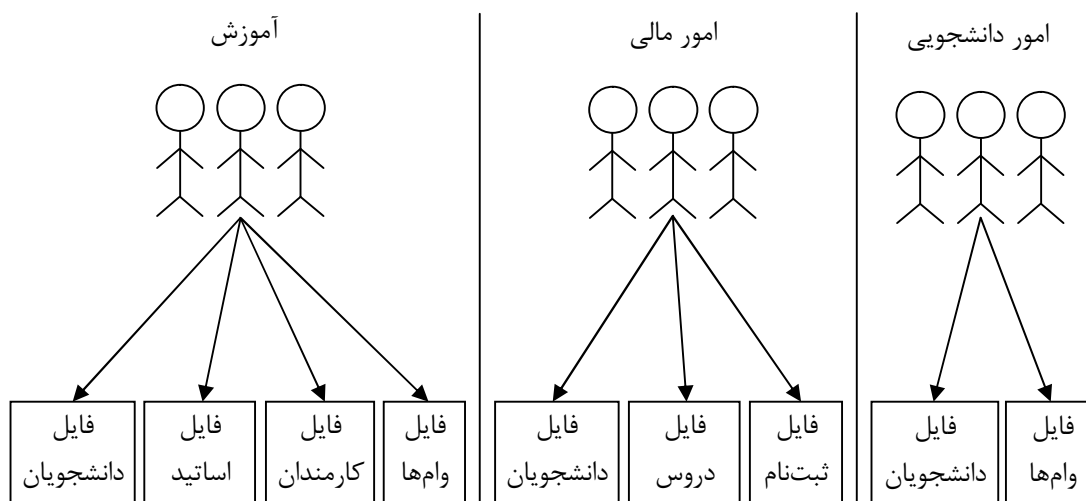 امور دانشجویی
امور مالی
آموزش
فایل
وام‌ها
فایل
دانشجویان
فایل
ثبت‌نام
فایل
دروس
فایل
دانشجویان
فایل
وام‌ها
فایل
کارمندان
فایل
اساتید
فایل
دانشجویان